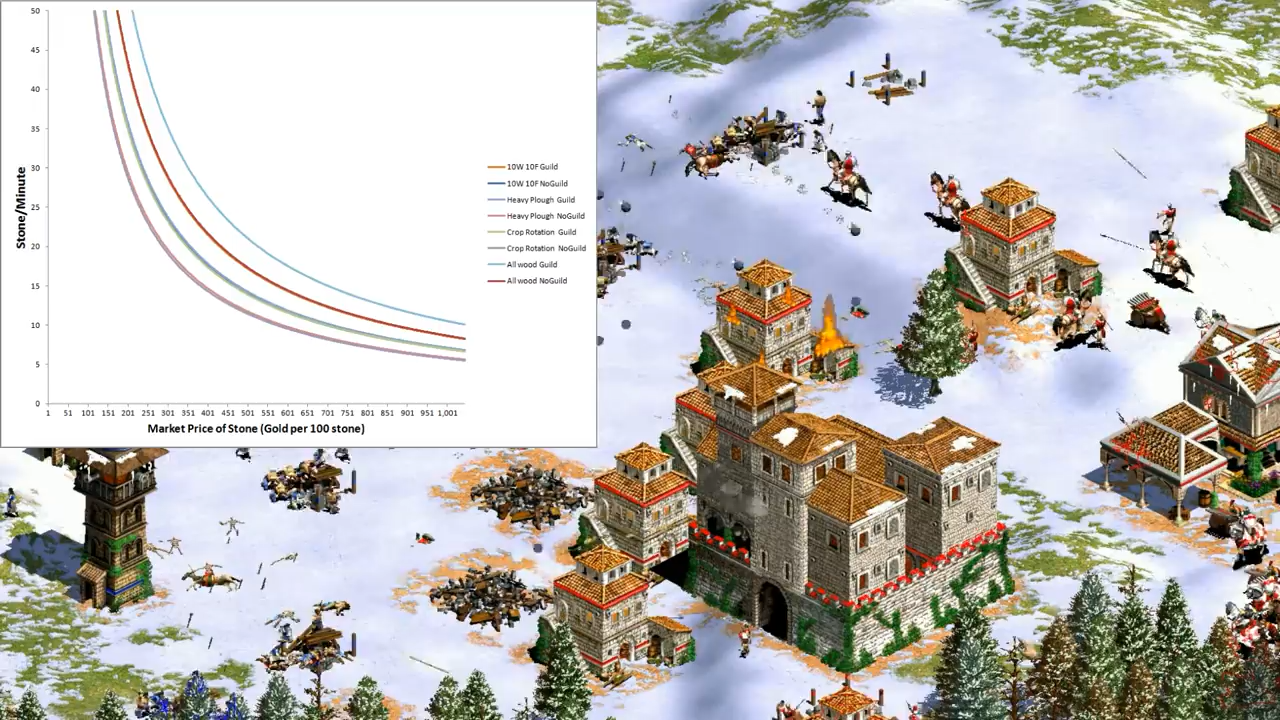 50
45
40
35
30
25
20
15
10
5
0
Stone/Minute
1 51 101 151 201 251 301 351 401 451 501 551 601 651 701 751 801 851 901 951 1,001
Market Price of Stone (Gold per 100 stone)
10W 10F Guild
10W 10F NoGuild
Heavy Plough Guild
Heavy Plough NoGuild
Crop Rotation Guild
Crop Rotation NoGuild
All wood Guild
All wood NoGuild